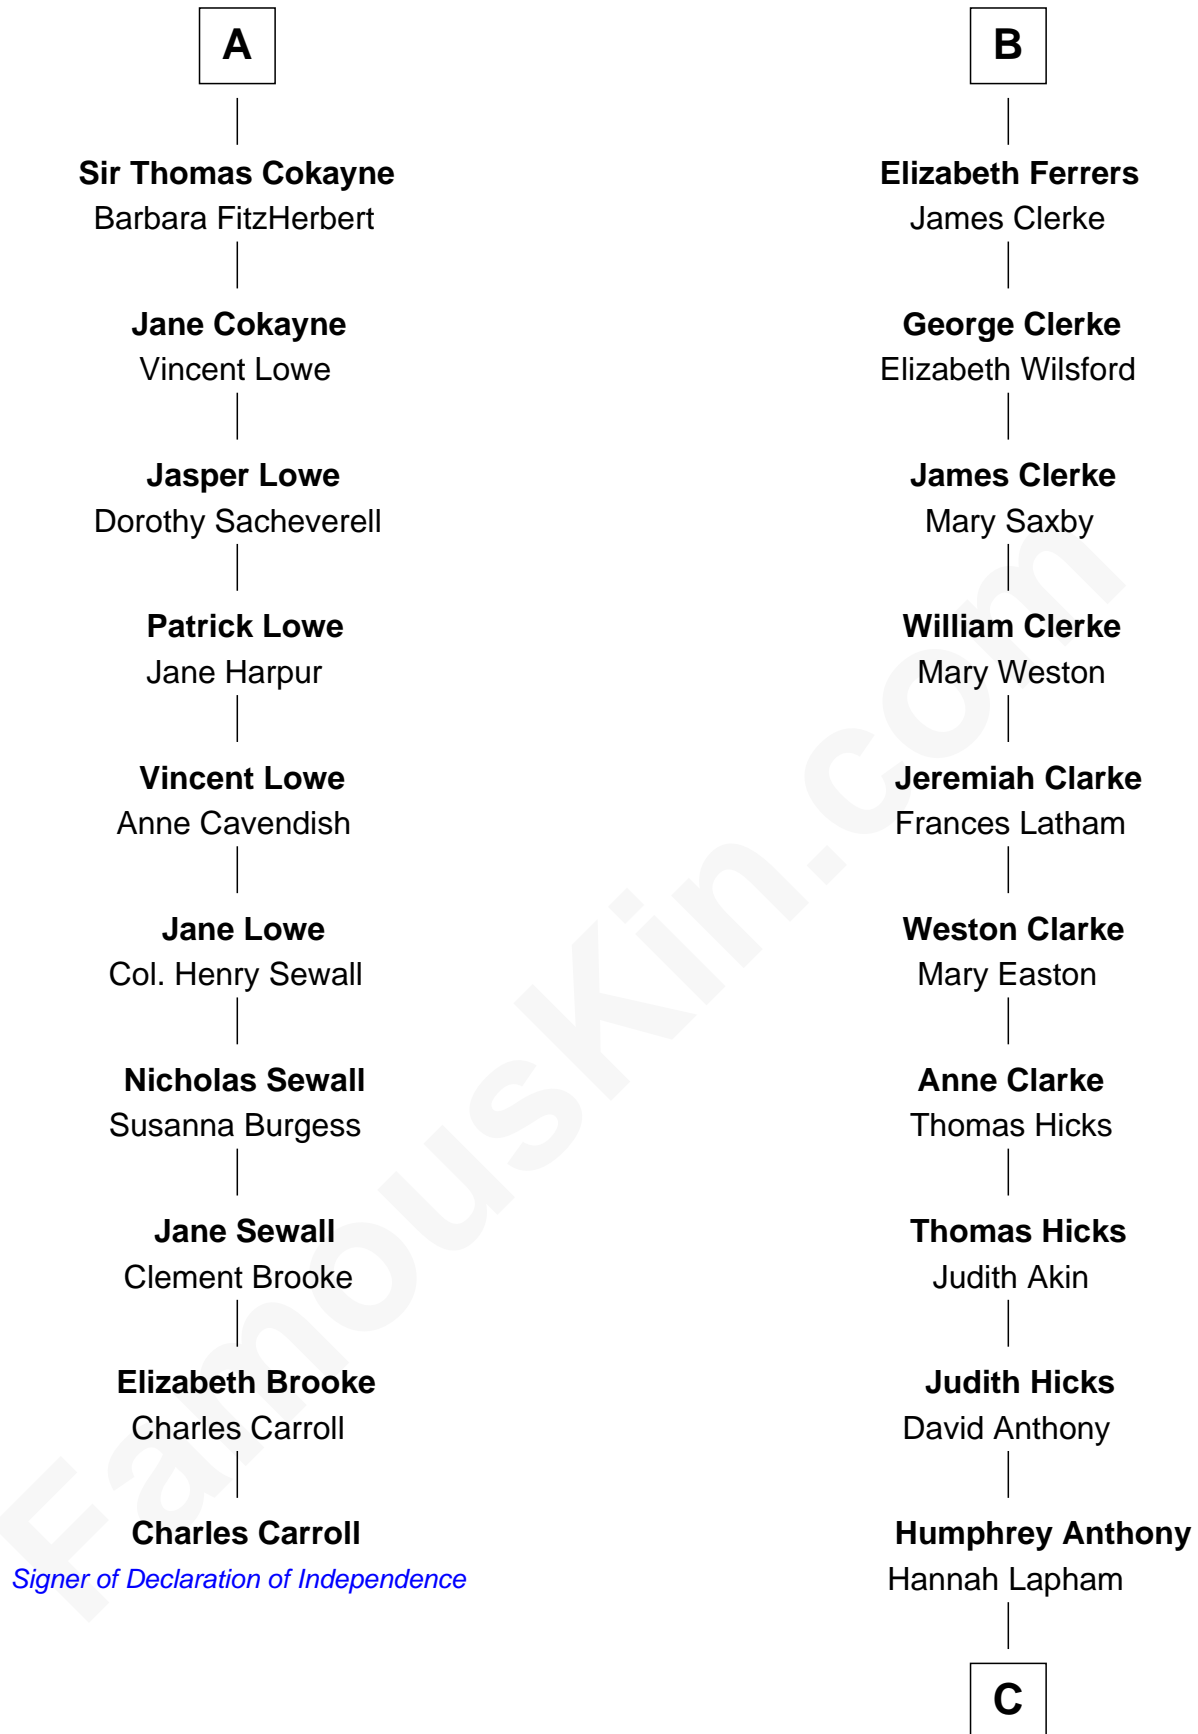 A
Sir Thomas Cokayne
Barbara FitzHerbert
Jane Cokayne
Vincent Lowe
Jasper Lowe
Dorothy Sacheverell
Patrick Lowe
Jane Harpur
Vincent Lowe
Anne Cavendish
Jane Lowe
Col. Henry Sewall
Nicholas Sewall
Susanna Burgess
Jane Sewall
Clement Brooke
Elizabeth Brooke
Charles Carroll
Charles Carroll
Signer of Declaration of Independence
B
Elizabeth Ferrers
James Clerke
George Clerke
Elizabeth Wilsford
James Clerke
Mary Saxby
William Clerke
Mary Weston
Jeremiah Clarke
Frances Latham
Weston Clarke
Mary Easton
Anne Clarke
Thomas Hicks
Thomas Hicks
Judith Akin
Judith Hicks
David Anthony
Humphrey Anthony
Hannah Lapham
C
FamousKin.com